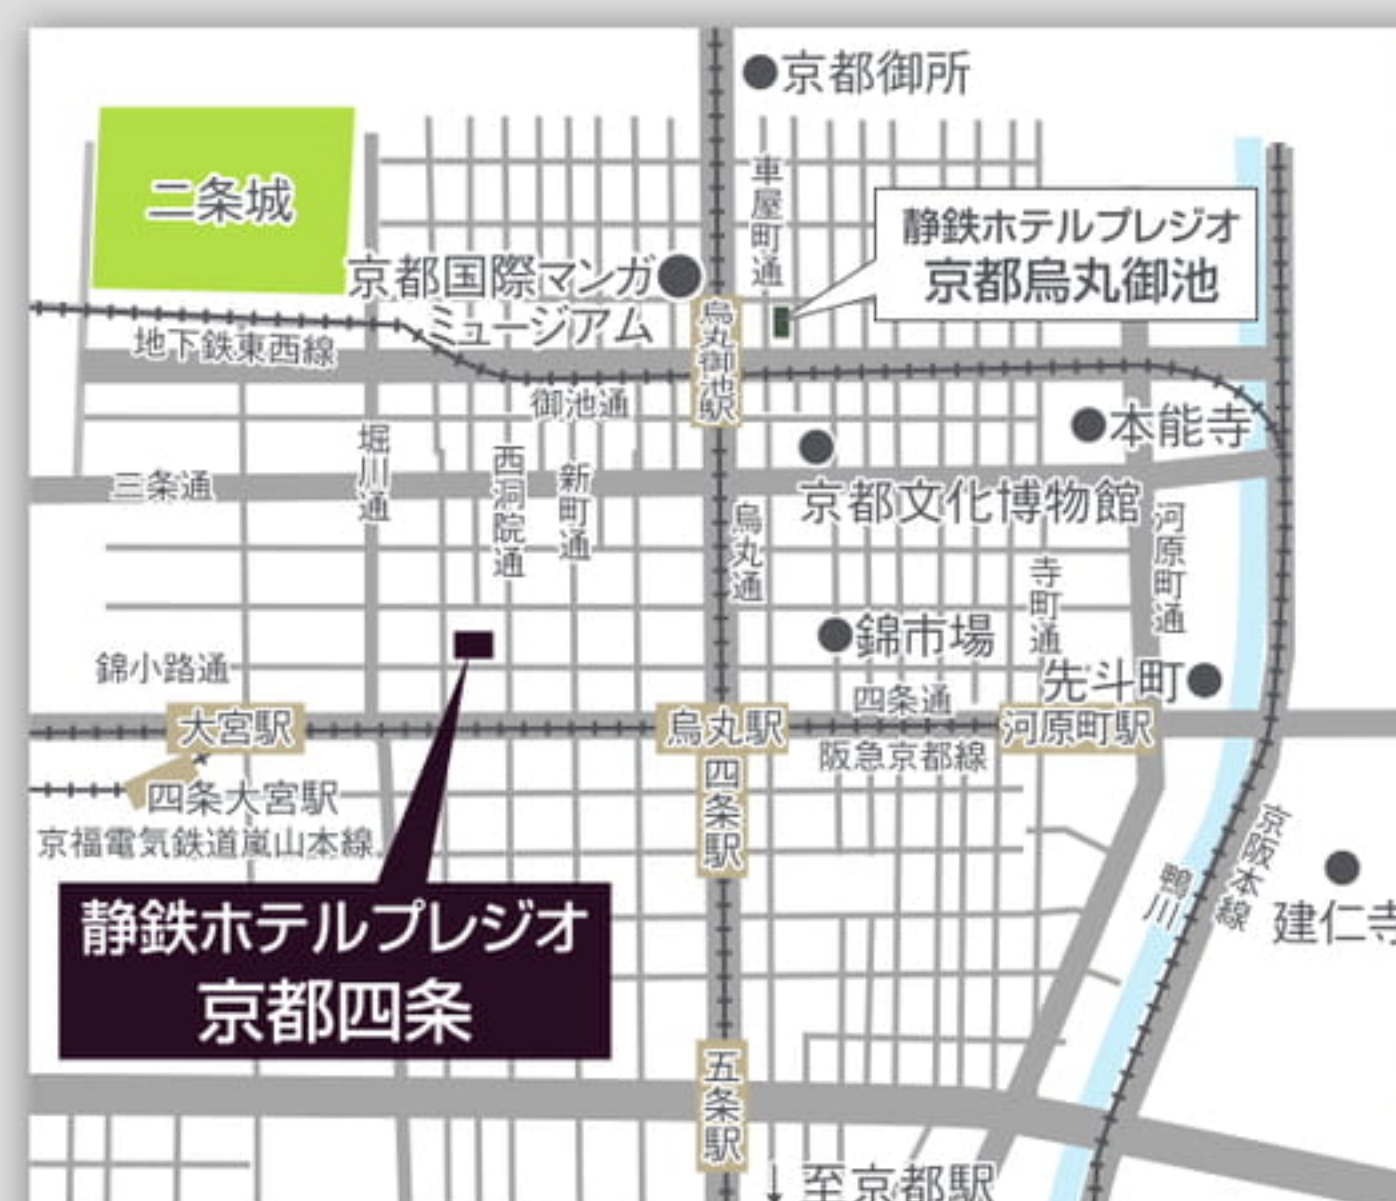 京都御所
二条城
車屋町通
静鉄ホテルプレジオ
京都烏丸御池
京都国際マンガ
ミュージアム
烏丸御池駅
地下鉄東西線
御池通
本能寺
堀川通
西洞院通
新町通
三条通
京都文化博物館
烏丸通
河原町通
寺町通
錦市場
錦小路通
先斗町
四条通
大宮駅
烏丸駅
河原町駅
阪急京都線
四条駅
四条大宮駅
京福電気鉄道嵐山本線
京阪本線
鴨川
建仁寺
静鉄ホテルプレジオ
京都四条
五条駅
↓至京都駅